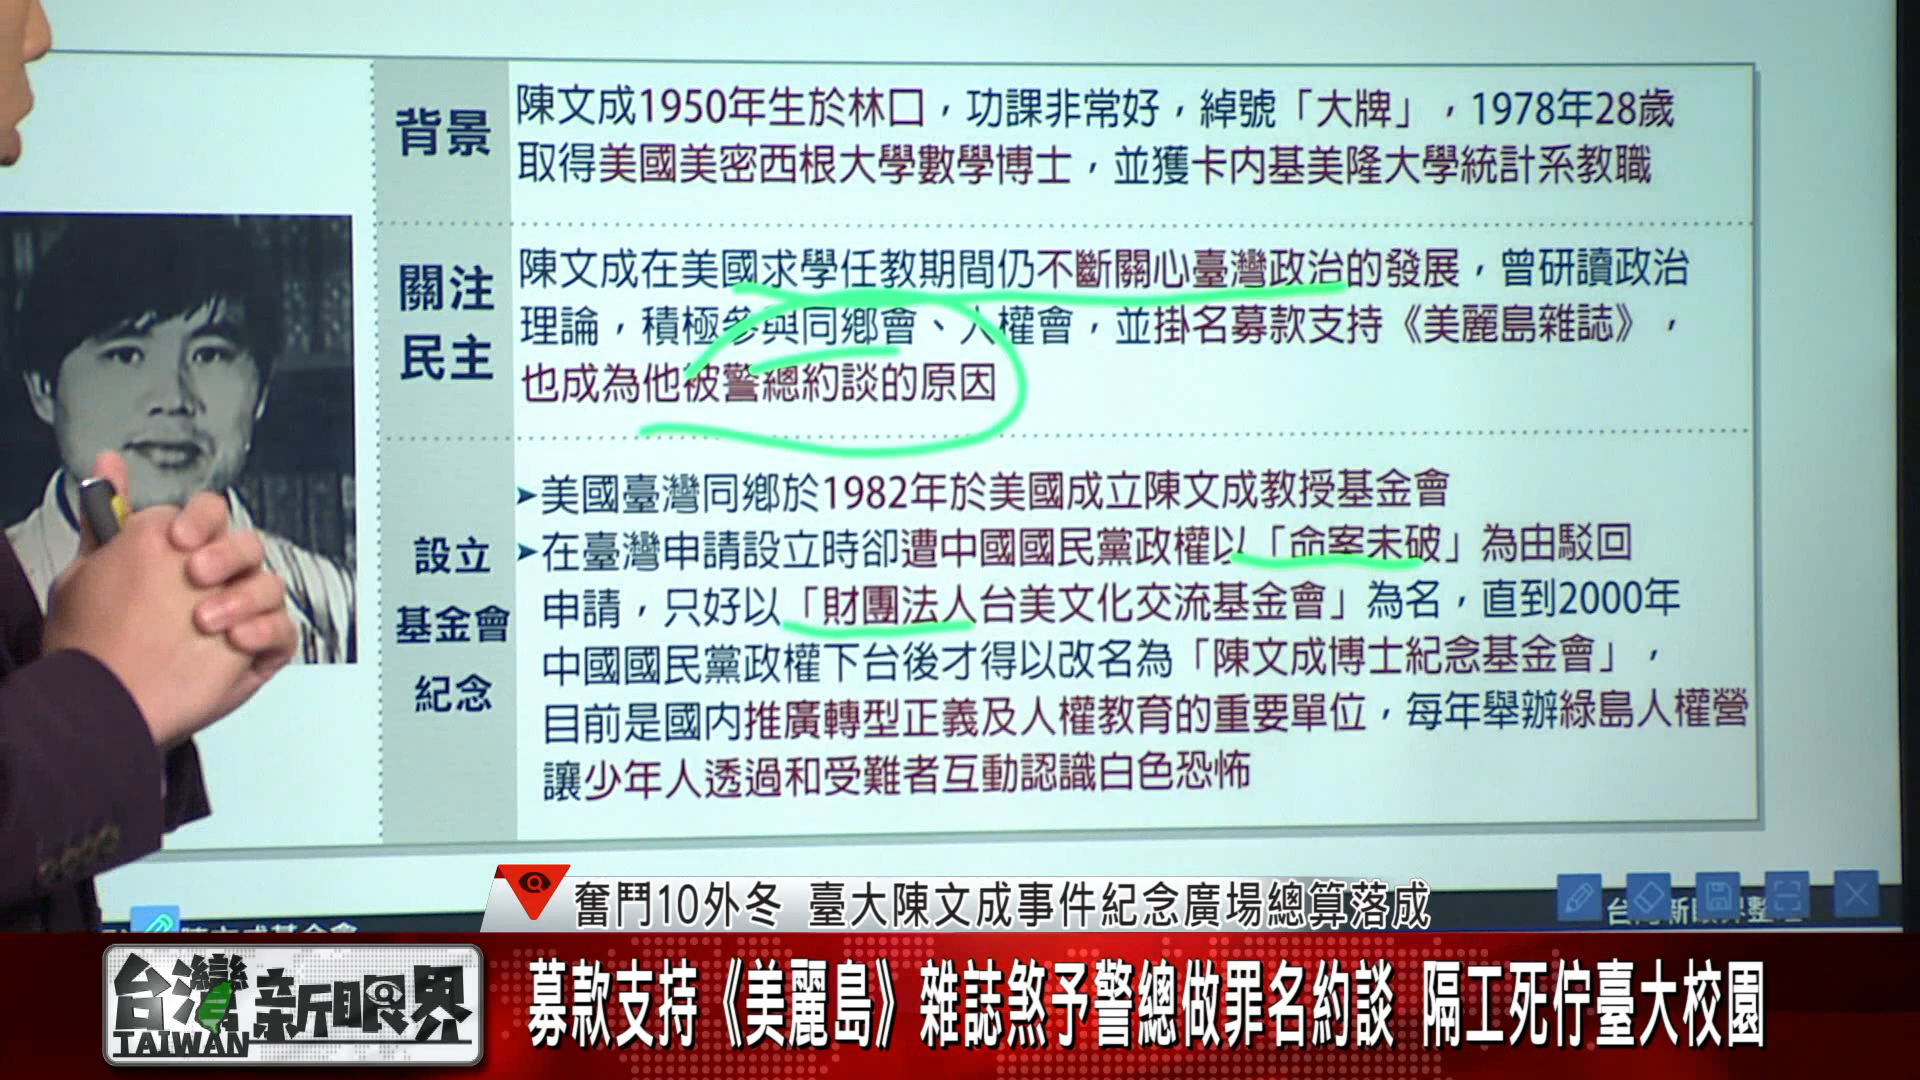 背景
陳文成1950年生於林口，功課非常好，綽號「大牌」，1978年28歲
取得美國美密西根大學數學博士，並獲卡內基美隆大學統計系教職
關注
民主
陳文成在美國求學任教期間仍不斷關心臺灣政治的發展，曾研讀政治
理論，積極參與同鄉會、人權會，並掛名募款支持《美麗島雜誌》，
也成為他被警總約談的原因
設立
基金會
紀念
➤美國臺灣同鄉於1982年於美國成立陳文成教授基金會
➤在臺灣申請設立時卻遭中國國民黨政權以「命案未破」為由駁回
申請，只好以「財團法人台美文化交流基金會」為名，直到2000年
中國國民黨政權下台後才得以改名為「陳文成博士紀念基金會」，
目前是國內推廣轉型正義及人權教育的重要單位，每年舉辦綠島人權營
讓少年人透過和受難者互動認識白色恐怖
陳文成基金會
台灣新眼界整理
奮鬥10外冬 臺大陳文成事件紀念廣場總算落成
台灣新眼界
TAIWAN
募款支持《美麗島》雜誌煞予警總做罪名約談 隔工死佇臺大校園